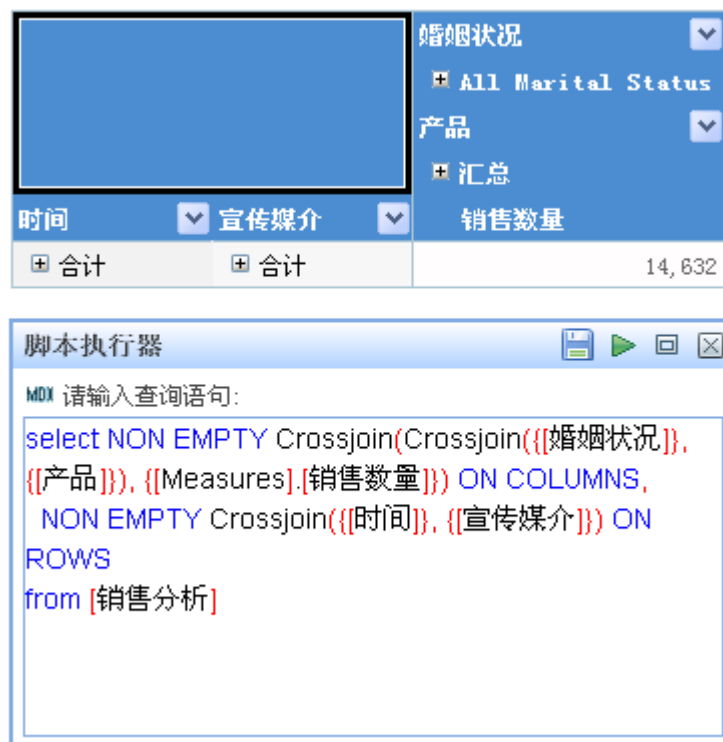 婚姻状况
All Marital Status
产品
汇总
时间 宣传媒介 销售数量
合计 合计 14,632
脚本执行器
MDX 请输入查询语句:
select NON EMPTY Crossjoin(Crossjoin({[婚姻状况]},
{[产品]}), {[Measures].[销售数量]}) ON COLUMNS,
NON EMPTY Crossjoin({[时间]}, {[宣传媒介]}) ON
ROWS
from [销售分析]